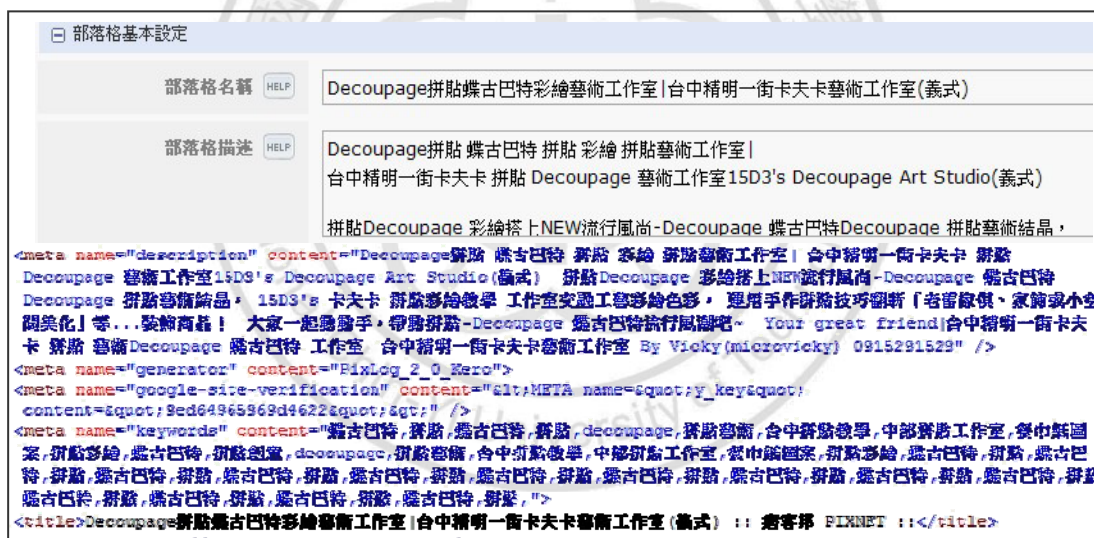 部落格基本設定
部落格名稱 HELP Decoupage拼貼蝶古巴特彩繪藝術工作室|台中精明一街卡夫卡藝術工作室(義式)
部落格描述 HELP Decoupage拼貼 蝶古巴特 拼貼 彩繪 拼貼藝術工作室|
台中精明一街卡夫卡 拼貼 Decoupage 藝術工作室15D3's Decoupage Art Studio(義式)
拼貼Decoupage 彩繪搭上NEW流行風尚-Decoupage 蝶古巴特Decoupage 拼貼藝術結晶，
<meta name="description" content="Decoupage拼貼 蝶古巴特 拼貼 彩繪 拼貼藝術工作室| 台中精明一街卡夫卡 拼貼
Decoupage 藝術工作室15D3's Decoupage Art Studio(義式) 拼貼Decoupage 彩繪搭上NEW流行風尚-Decoupage 蝶古巴特
Decoupage 拼貼藝術結晶， 15D3's 卡夫卡 拼貼彩繪教學 工作室交流工藝彩繪色彩， 運用手作拼貼技巧翻新「老舊傢俱、家飾或小空
間美化」等...裝飾商品！ 大家一起動動手，帶動拼貼-Decoupage 蝶古巴特流行風潮吧~ Your great friend|台中精明一街卡夫
卡 拼貼 藝術Decoupage 蝶古巴特 工作室 台中精明一街卡夫卡藝術工作室 By Vicky(microvicky) 0915291529" />
<meta name="generator" content="PixLog_2_0_Kero">
<meta name="google-site-verification" content="&lt;META name=&quot;y_key&quot;
content=&quot;9ed64965969d4622&quot;&gt;" />
<meta name="keywords" content="蝶古巴特,拼貼,蝶古巴特,拼貼,decoupage,拼貼藝術,台中拼貼教學,中部拼貼工作室,餐巾紙圖
案,拼貼彩繪,蝶古巴特,拼貼創意,decoupage,拼貼藝術,台中拼貼教學,中部拼貼工作室,餐巾紙圖案,拼貼彩繪,蝶古巴特,拼貼,蝶古巴
特,拼貼,蝶古巴特,拼貼,蝶古巴特,拼貼,蝶古巴特,拼貼,蝶古巴特,拼貼,蝶古巴特,拼貼,蝶古巴特,拼貼,蝶古巴特,拼貼
蝶古巴特,拼貼,蝶古巴特,拼貼,蝶古巴特,拼貼,蝶古巴特,拼貼,">
<title>Decoupage拼貼蝶古巴特彩繪藝術工作室|台中精明一街卡夫卡藝術工作室(義式) :: 痞客邦 PIXNET ::</title>